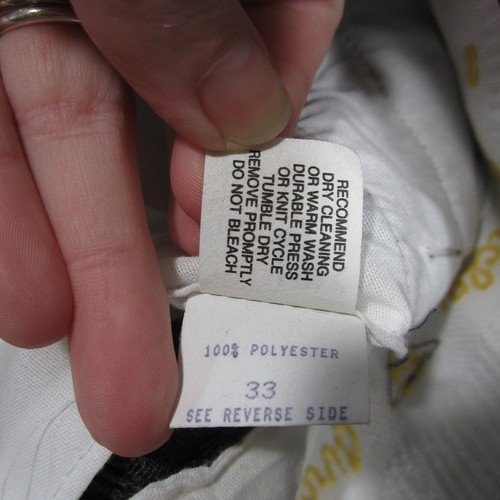 RECOMMEND
DRY CLEANING
OR WARM WASH
DURABLE PRESS
OR KNIT CYCLE
TUMBLE DRY
REMOVE PROMPTLY
DO NOT BLEACH
100% POLYESTER
33
SEE REVERSE SIDE